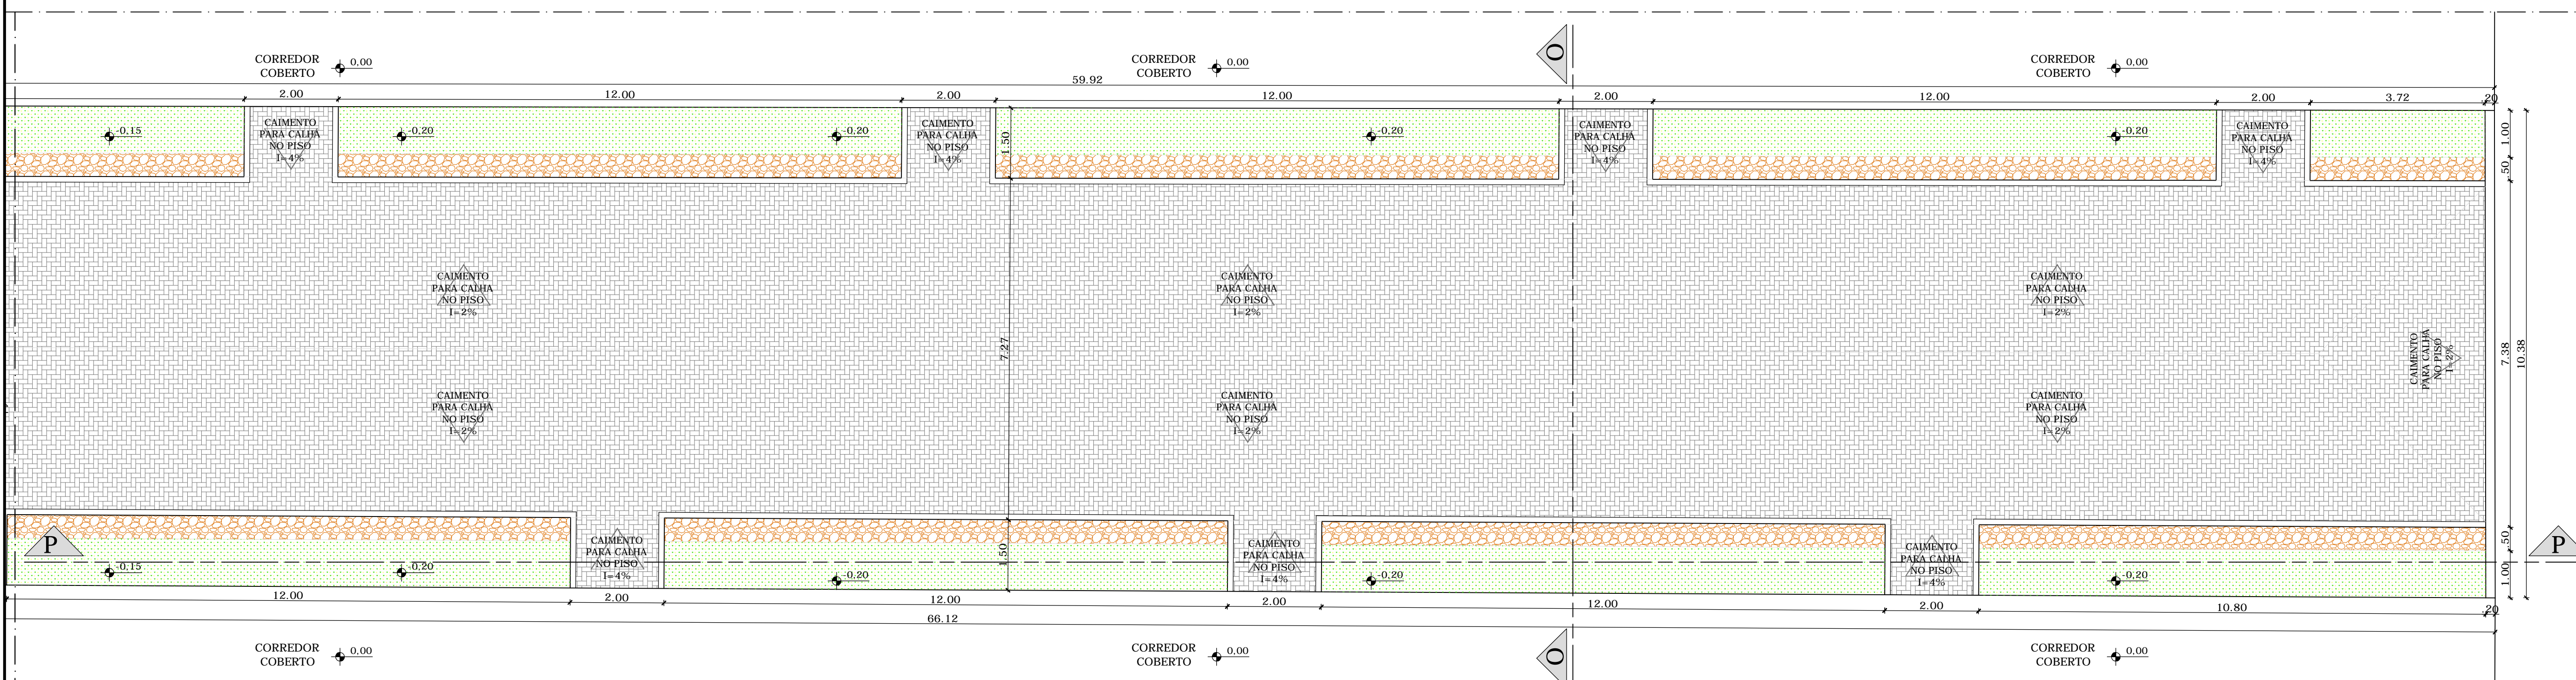 O
CORREDOR
COBERTO
0,00
CORREDOR
COBERTO
0,00
CORREDOR
COBERTO
0,00
59.92
2.00
12.00
2.00
12.00
2.00
12.00
2.00
3.72
.20
-0,15
CAIMENTO
PARA CALHA
NO PISO
I=4%
-0,20
-0,20
CAIMENTO
PARA CALHA
NO PISO
I=4%
1.50
-0,20
CAIMENTO
PARA CALHA
NO PISO
I=4%
-0,20
CAIMENTO
PARA CALHA
NO PISO
I=4%
1.00
.50
CAIMENTO
PARA CALHA
NO PISO
I=2%
CAIMENTO
PARA CALHA
NO PISO
I=2%
CAIMENTO
PARA CALHA
NO PISO
I=2%
7.27
CAIMENTO
PARA CALHA
NO PISO
I=2%
7.38
10.38
CAIMENTO
PARA CALHA
NO PISO
I=2%
CAIMENTO
PARA CALHA
NO PISO
I=2%
CAIMENTO
PARA CALHA
NO PISO
I=2%
P
-0,15
-0,20
CAIMENTO
PARA CALHA
NO PISO
I=4%
-0,20
1.50
CAIMENTO
PARA CALHA
NO PISO
I=4%
-0,20
CAIMENTO
PARA CALHA
NO PISO
I=4%
-0,20
.50
1.00
P
12.00
2.00
12.00
2.00
12.00
2.00
10.80
.20
66.12
CORREDOR
COBERTO
0,00
CORREDOR
COBERTO
0,00
O
CORREDOR
COBERTO
0,00